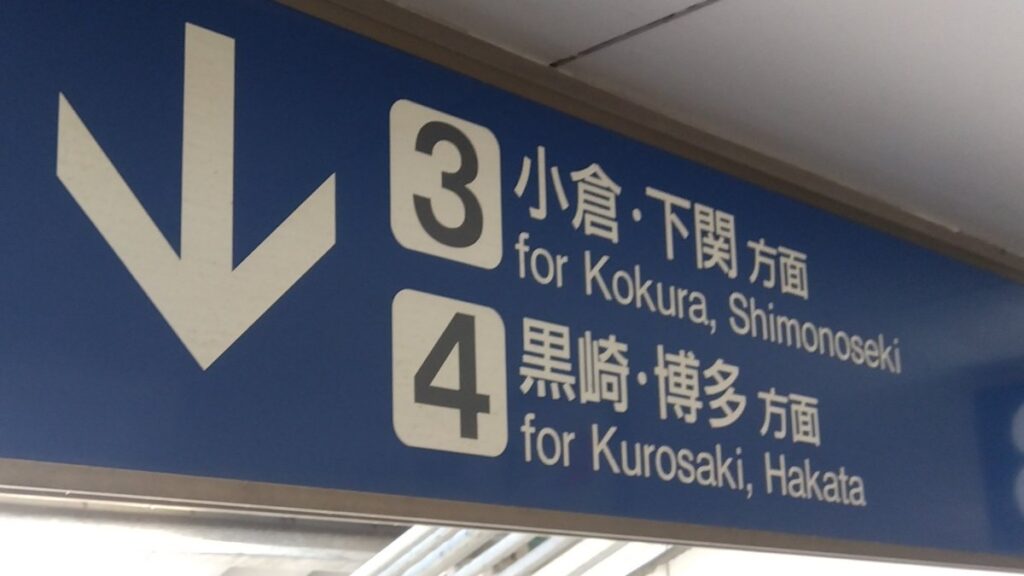 3 小倉・下関 方面
for Kokura, Shimonoseki
4 黒崎・博多 方面
for Kurosaki, Hakata